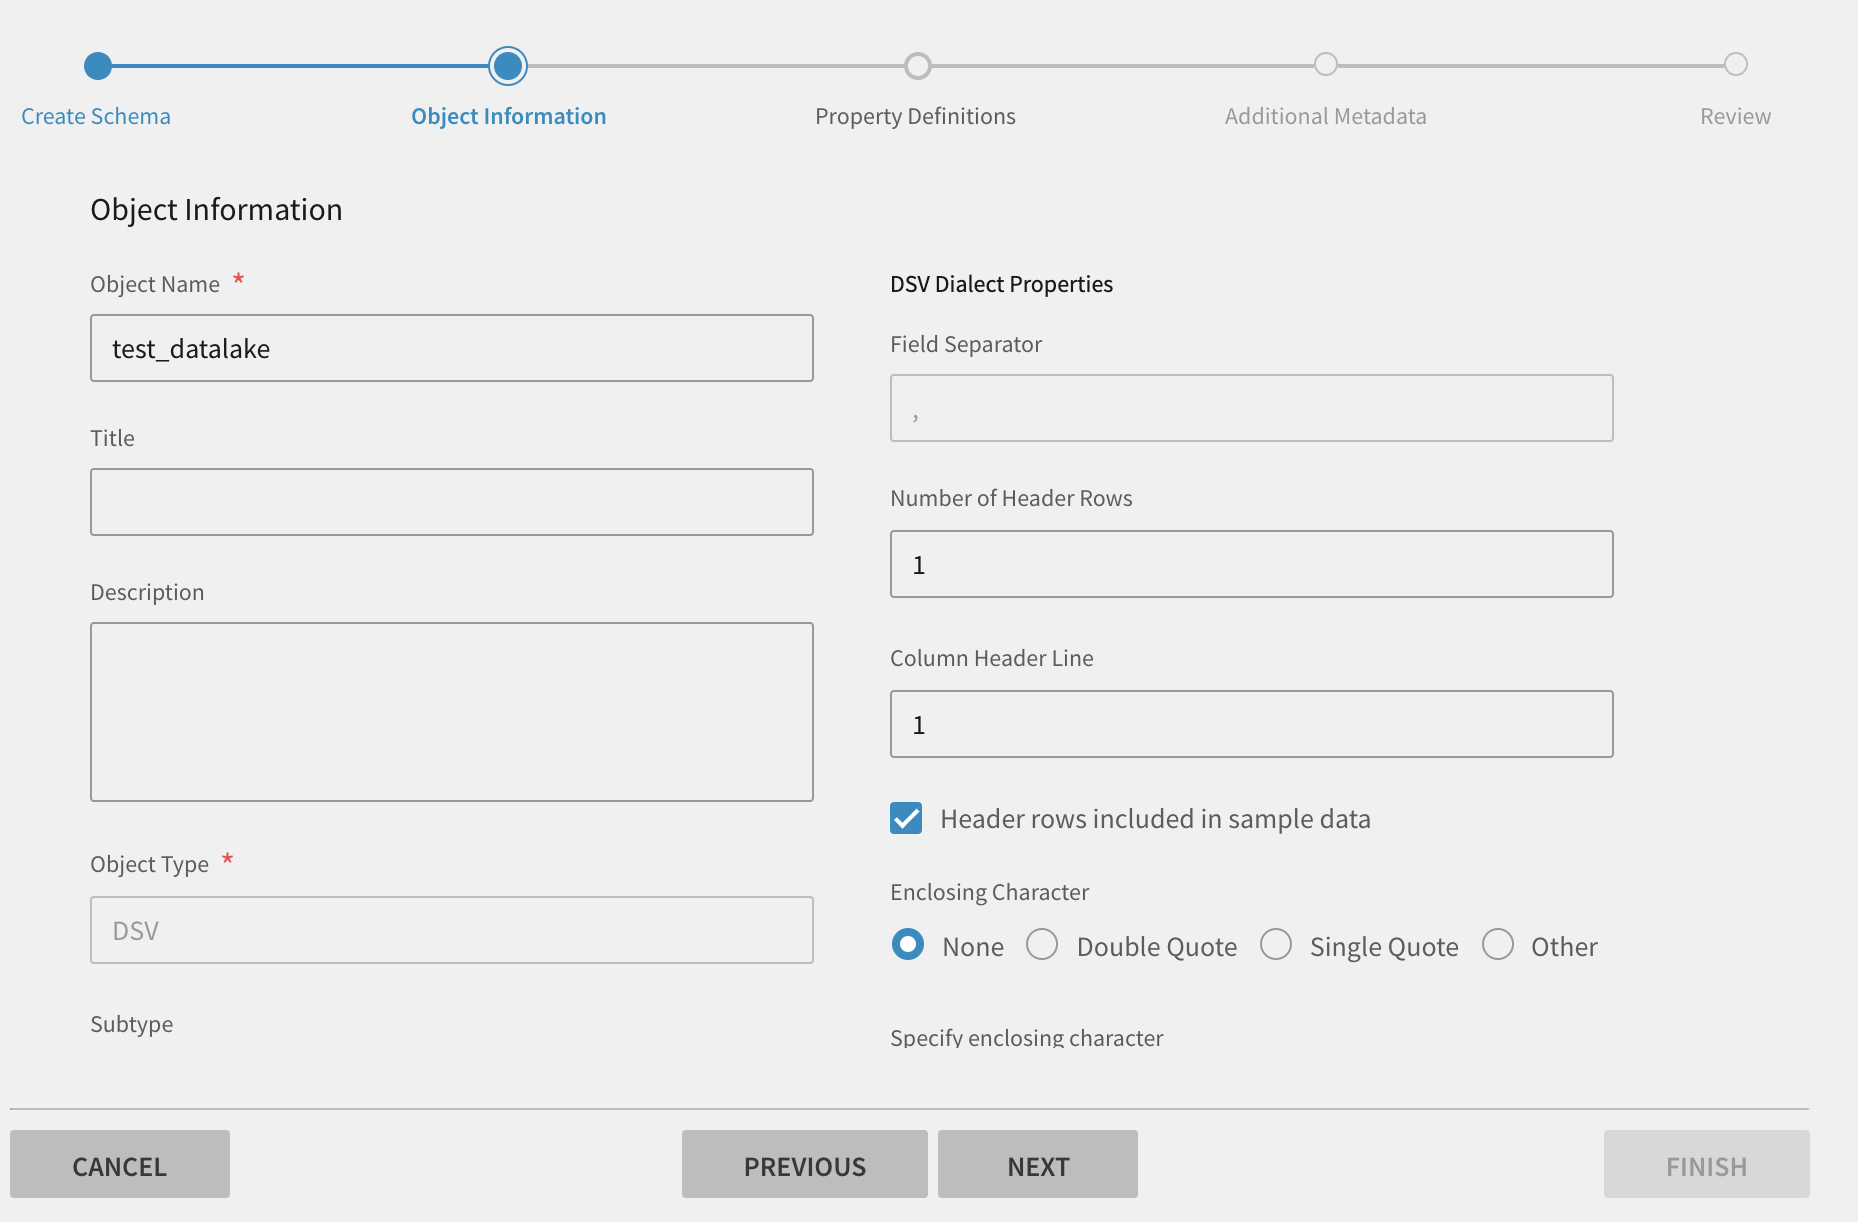 Create Schema
Object Information
Property Definitions
Additional Metadata
Review
Object Information
Object Name *
test_datalake
Title
Description
Object Type *
DSV
Subtype
DSV Dialect Properties
Field Separator
,
Number of Header Rows
1
Column Header Line
1
Header rows included in sample data
Enclosing Character
None Double Quote Single Quote Other
Specify enclosing character
CANCEL
PREVIOUS
NEXT
FINISH